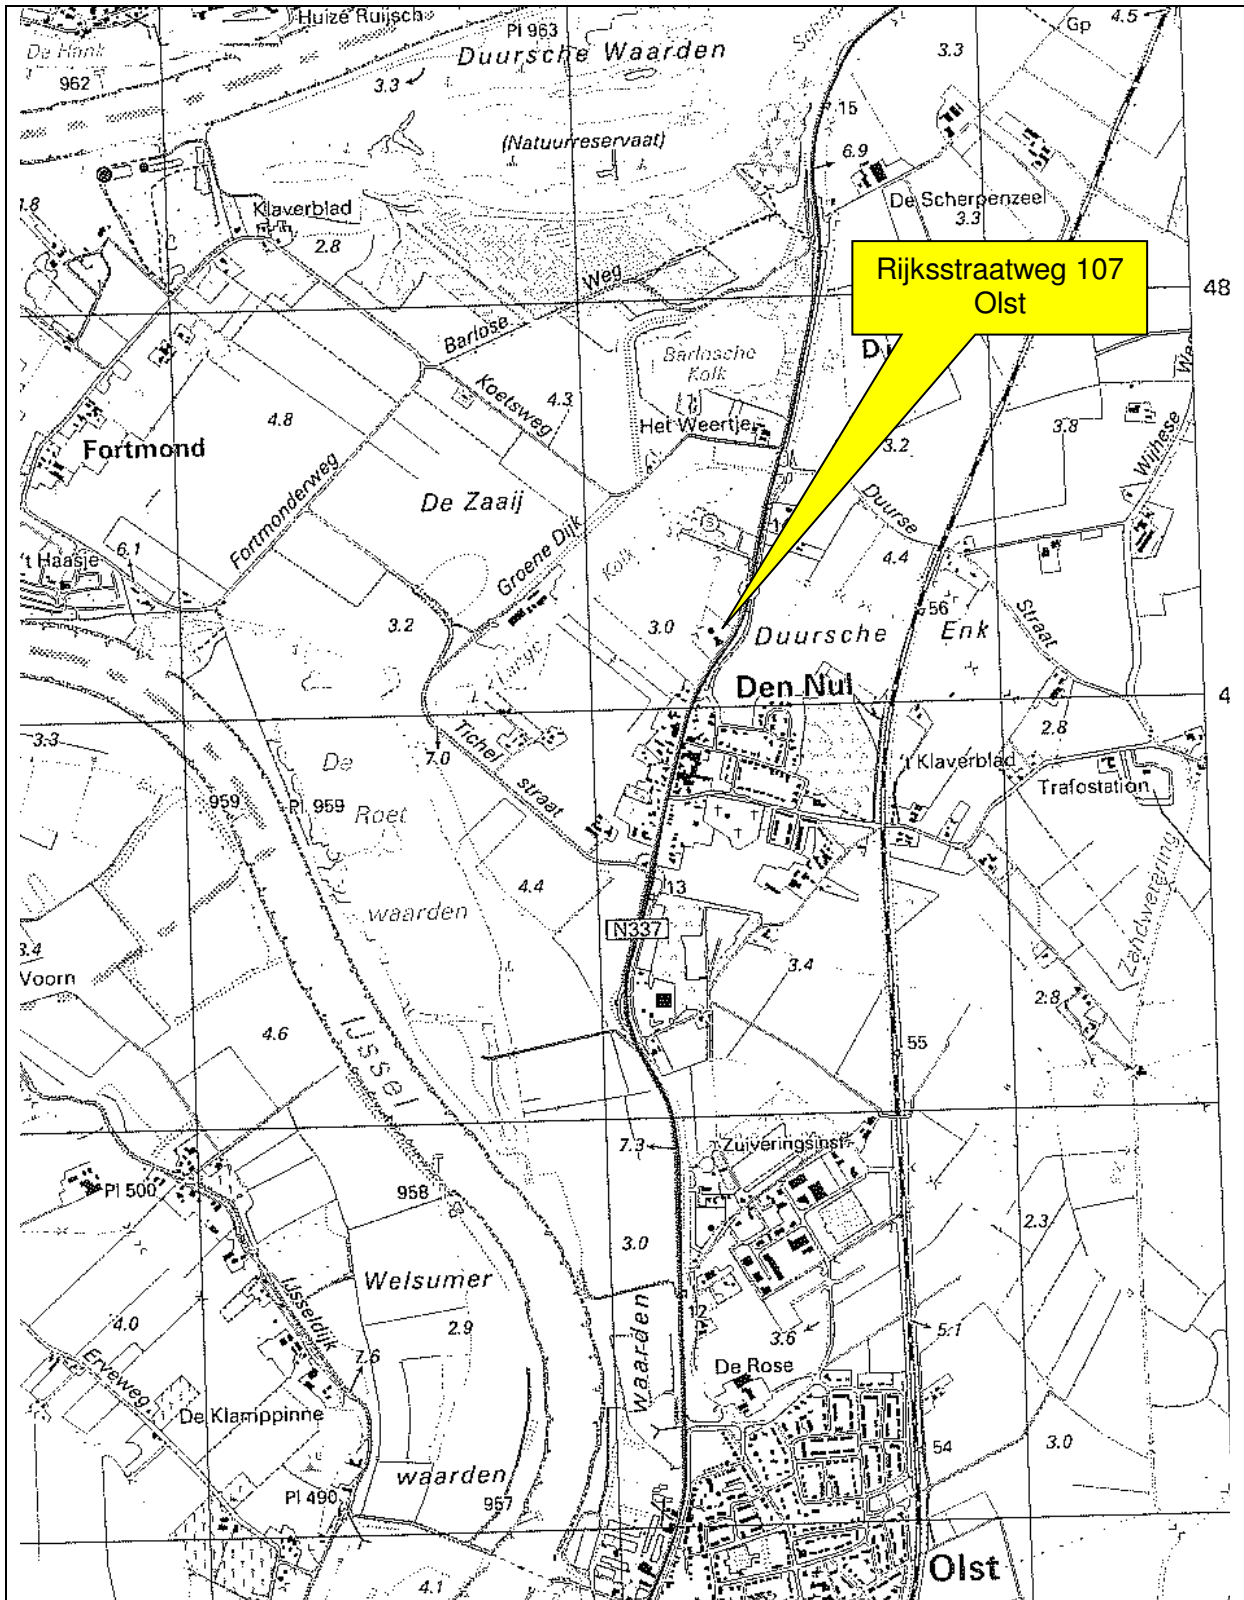 Huize Ruijsch
De Hank
Pl 963
4.5
Gp
Duursche Waarden
3.3
962
3.3
15
(Natuurreservaat)
6.9
De Scherpenzeel
3.3
1.8
Klaverblad
2.8
Rijksstraatweg 107
Olst
48
Weg
Barlose
Barlosche
Kolk
Koetsweg
4.3
4.8
Het Weertje
3.8
3.2
Wijhese
Fortmond
De Zaaij
Duurse
Fortmonderweg
Groene Dijk
Kolk
4.4
6.1
't Haasje
56
Straat
3.2
3.0
Duursche Enk
Lange
Den Nul
4
2.8
3.3
Tichel
7.0
't Klaverblad
De
straat
Trafostation
959
Pl 959
Roet
Zandwetering
4.4
13
waarden
N337
3.4
3.4
Voorn
2.8
4.6
IJssel
55
7.3
Zuiveringsinst
Pl 500
958
2.3
3.0
Welsumer
IJsseldijk
12
4.0
2.9
3.6
5.1
waarden
Erveweg
7.6
De Rose
De Klamppinne
54
3.0
waarden
Pl 490
957
Olst
4.1